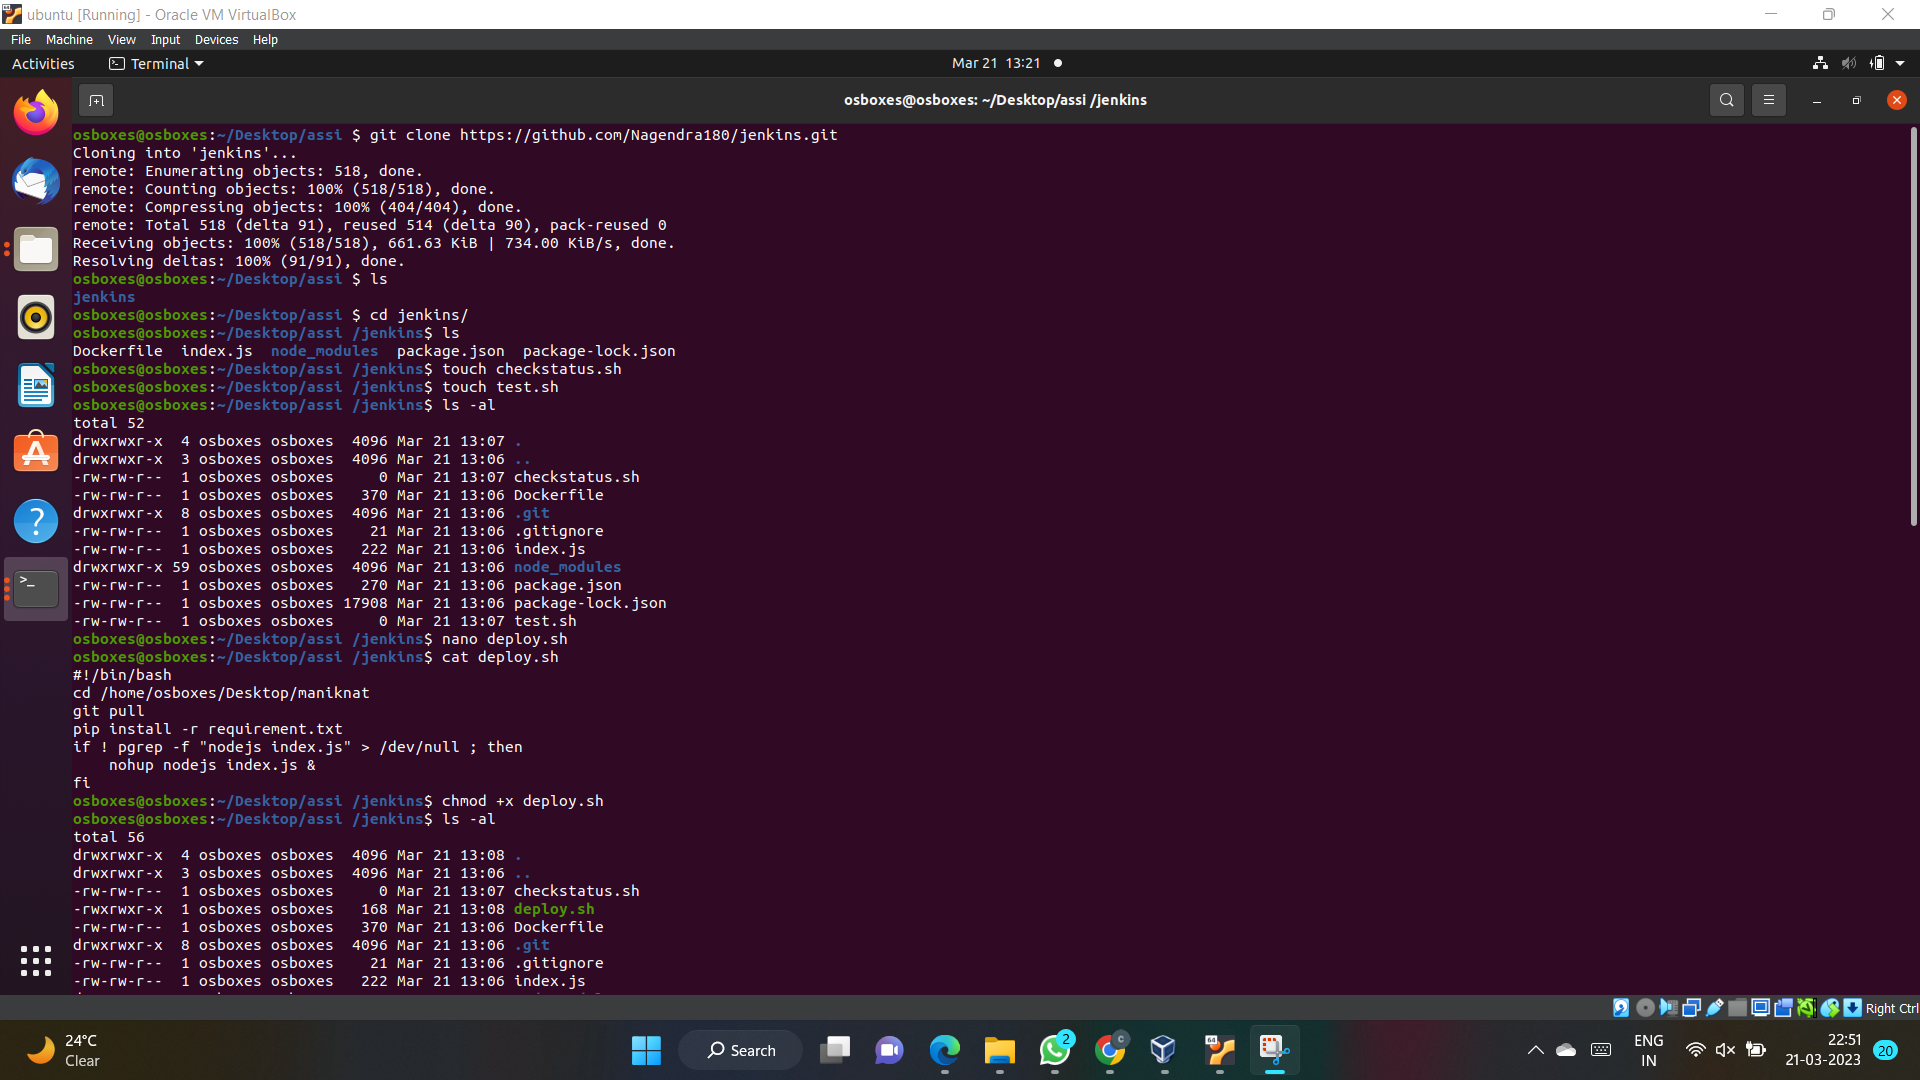 ubuntu [Running] - Oracle VM VirtualBox
File Machine View Input Devices Help
Activities Terminal Mar 21 13:21
osboxes@osboxes: ~/Desktop/assi /jenkins
osboxes@osboxes:~/Desktop/assi $ git clone https://github.com/Nagendra180/jenkins.git
Cloning into 'jenkins'...
remote: Enumerating objects: 518, done.
remote: Counting objects: 100% (518/518), done.
remote: Compressing objects: 100% (404/404), done.
remote: Total 518 (delta 91), reused 514 (delta 90), pack-reused 0
Receiving objects: 100% (518/518), 661.63 KiB | 734.00 KiB/s, done.
Resolving deltas: 100% (91/91), done.
osboxes@osboxes:~/Desktop/assi $ ls
jenkins
osboxes@osboxes:~/Desktop/assi $ cd jenkins/
osboxes@osboxes:~/Desktop/assi /jenkins$ ls
Dockerfile  index.js  node_modules  package.json  package-lock.json
osboxes@osboxes:~/Desktop/assi /jenkins$ touch checkstatus.sh
osboxes@osboxes:~/Desktop/assi /jenkins$ touch test.sh
osboxes@osboxes:~/Desktop/assi /jenkins$ ls -al
total 52
drwxrwxr-x  4 osboxes osboxes  4096 Mar 21 13:07 .
drwxrwxr-x  3 osboxes osboxes  4096 Mar 21 13:06 ..
-rw-rw-r--  1 osboxes osboxes     0 Mar 21 13:07 checkstatus.sh
-rw-rw-r--  1 osboxes osboxes   370 Mar 21 13:06 Dockerfile
drwxrwxr-x  8 osboxes osboxes  4096 Mar 21 13:06 .git
-rw-rw-r--  1 osboxes osboxes    21 Mar 21 13:06 .gitignore
-rw-rw-r--  1 osboxes osboxes   222 Mar 21 13:06 index.js
drwxrwxr-x 59 osboxes osboxes  4096 Mar 21 13:06 node_modules
-rw-rw-r--  1 osboxes osboxes   270 Mar 21 13:06 package.json
-rw-rw-r--  1 osboxes osboxes 17908 Mar 21 13:06 package-lock.json
-rw-rw-r--  1 osboxes osboxes     0 Mar 21 13:07 test.sh
osboxes@osboxes:~/Desktop/assi /jenkins$ nano deploy.sh
osboxes@osboxes:~/Desktop/assi /jenkins$ cat deploy.sh
#!/bin/bash
cd /home/osboxes/Desktop/maniknat
git pull
pip install -r requirement.txt
if ! pgrep -f "nodejs index.js" > /dev/null ; then
    nohup nodejs index.js &
fi
osboxes@osboxes:~/Desktop/assi /jenkins$ chmod +x deploy.sh
osboxes@osboxes:~/Desktop/assi /jenkins$ ls -al
total 56
drwxrwxr-x  4 osboxes osboxes  4096 Mar 21 13:08 .
drwxrwxr-x  3 osboxes osboxes  4096 Mar 21 13:06 ..
-rw-rw-r--  1 osboxes osboxes     0 Mar 21 13:07 checkstatus.sh
-rwxrwxr-x  1 osboxes osboxes   168 Mar 21 13:08 deploy.sh
-rw-rw-r--  1 osboxes osboxes   370 Mar 21 13:06 Dockerfile
drwxrwxr-x  8 osboxes osboxes  4096 Mar 21 13:06 .git
-rw-rw-r--  1 osboxes osboxes    21 Mar 21 13:06 .gitignore
-rw-rw-r--  1 osboxes osboxes   222 Mar 21 13:06 index.js
Right Ctrl
24°C
Clear
Search
2
C
64
ENG
IN
22:51
21-03-2023
20